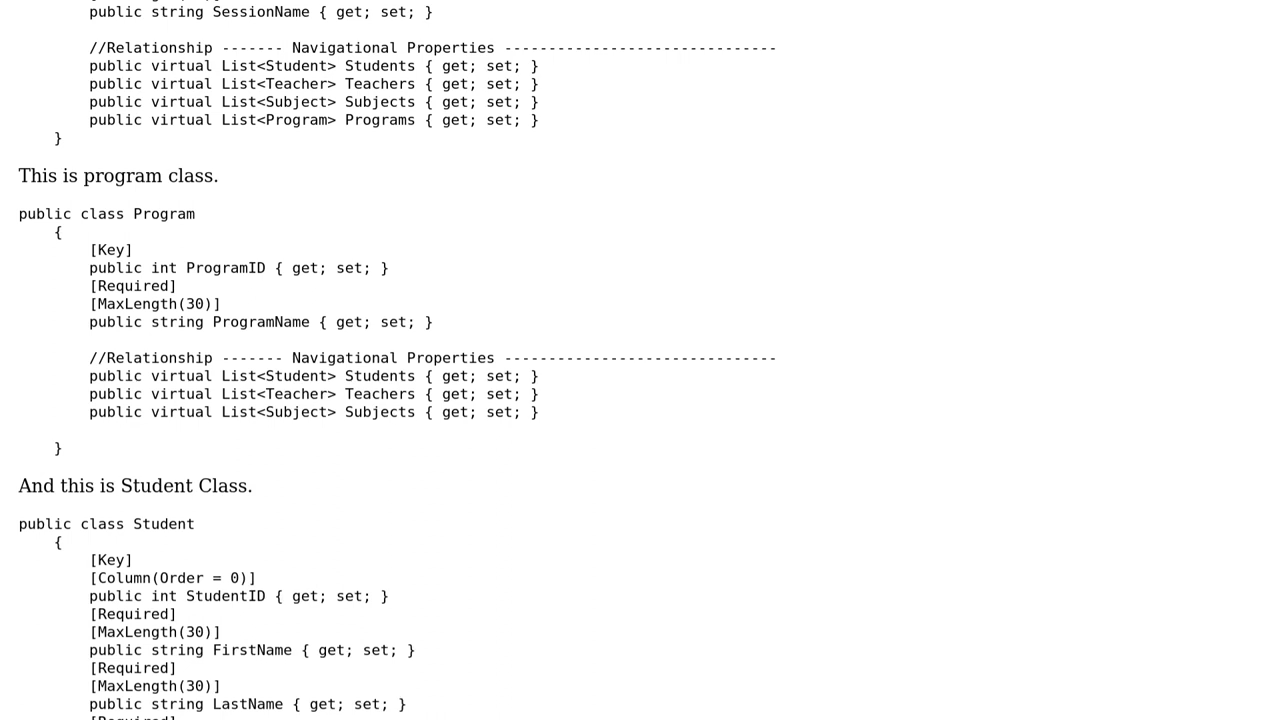 public string SessionName { get; set; }
//Relationship ------- Navigational Properties -------------------------------
public virtual List<Student> Students { get; set; }
public virtual List<Teacher> Teachers { get; set; }
public virtual List<Subject> Subjects { get; set; }
public virtual List<Program> Programs { get; set; }
}
This is program class.
public class Program
{
[Key]
public int ProgramID { get; set; }
[Required]
[MaxLength(30)]
public string ProgramName { get; set; }
//Relationship ------- Navigational Properties -------------------------------
public virtual List<Student> Students { get; set; }
public virtual List<Teacher> Teachers { get; set; }
public virtual List<Subject> Subjects { get; set; }
}
And this is Student Class.
public class Student
{
[Key]
[Column(Order = 0)]
public int StudentID { get; set; }
[Required]
[MaxLength(30)]
public string FirstName { get; set; }
[Required]
[MaxLength(30)]
public string LastName { get; set; }